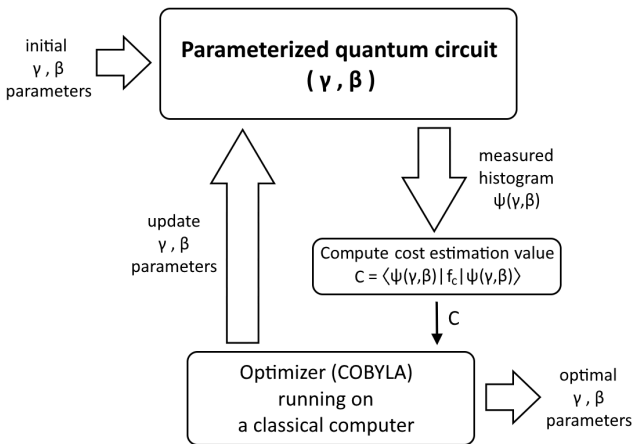 initial
γ , β
parameters
Parameterized quantum circuit
( γ , β )
measured
histogram
ψ(γ,β)
update
γ , β
parameters
Compute cost estimation value
C = ⟨ψ(γ,β)|f_c|ψ(γ,β)⟩
C
Optimizer (COBYLA)
running on
a classical computer
optimal
γ , β
parameters